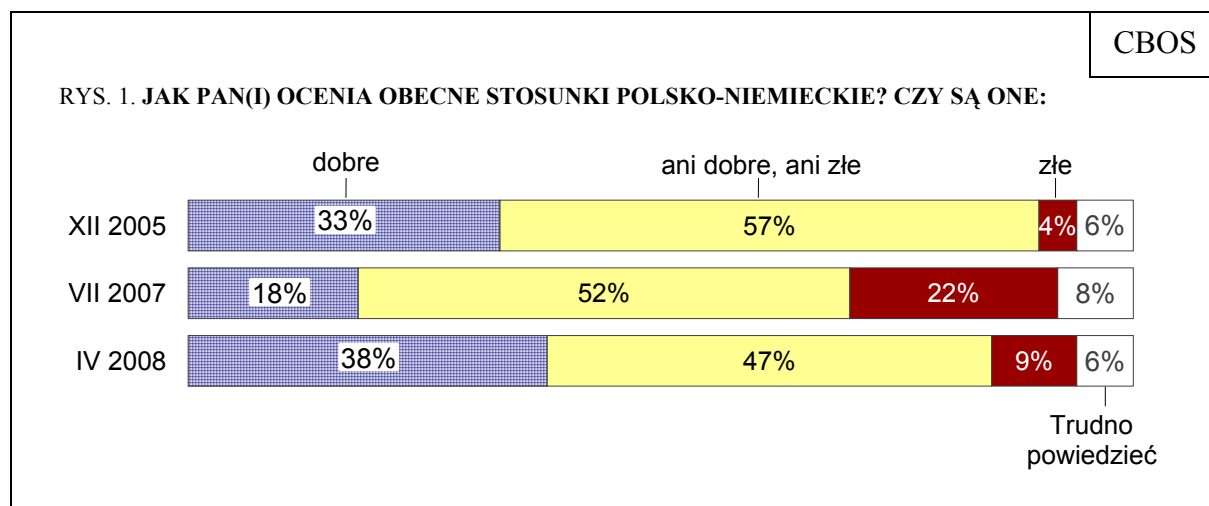 CBOS
RYS. 1. JAK PAN(I) OCENIA OBECNE STOSUNKI POLSKO-NIEMIECKIE? CZY SĄ ONE:
dobre ani dobre, ani złe złe
XII 2005 33% 57% 4% 6%
VII 2007 18% 52% 22% 8%
IV 2008 38% 47% 9% 6%
Trudno
powiedzieć